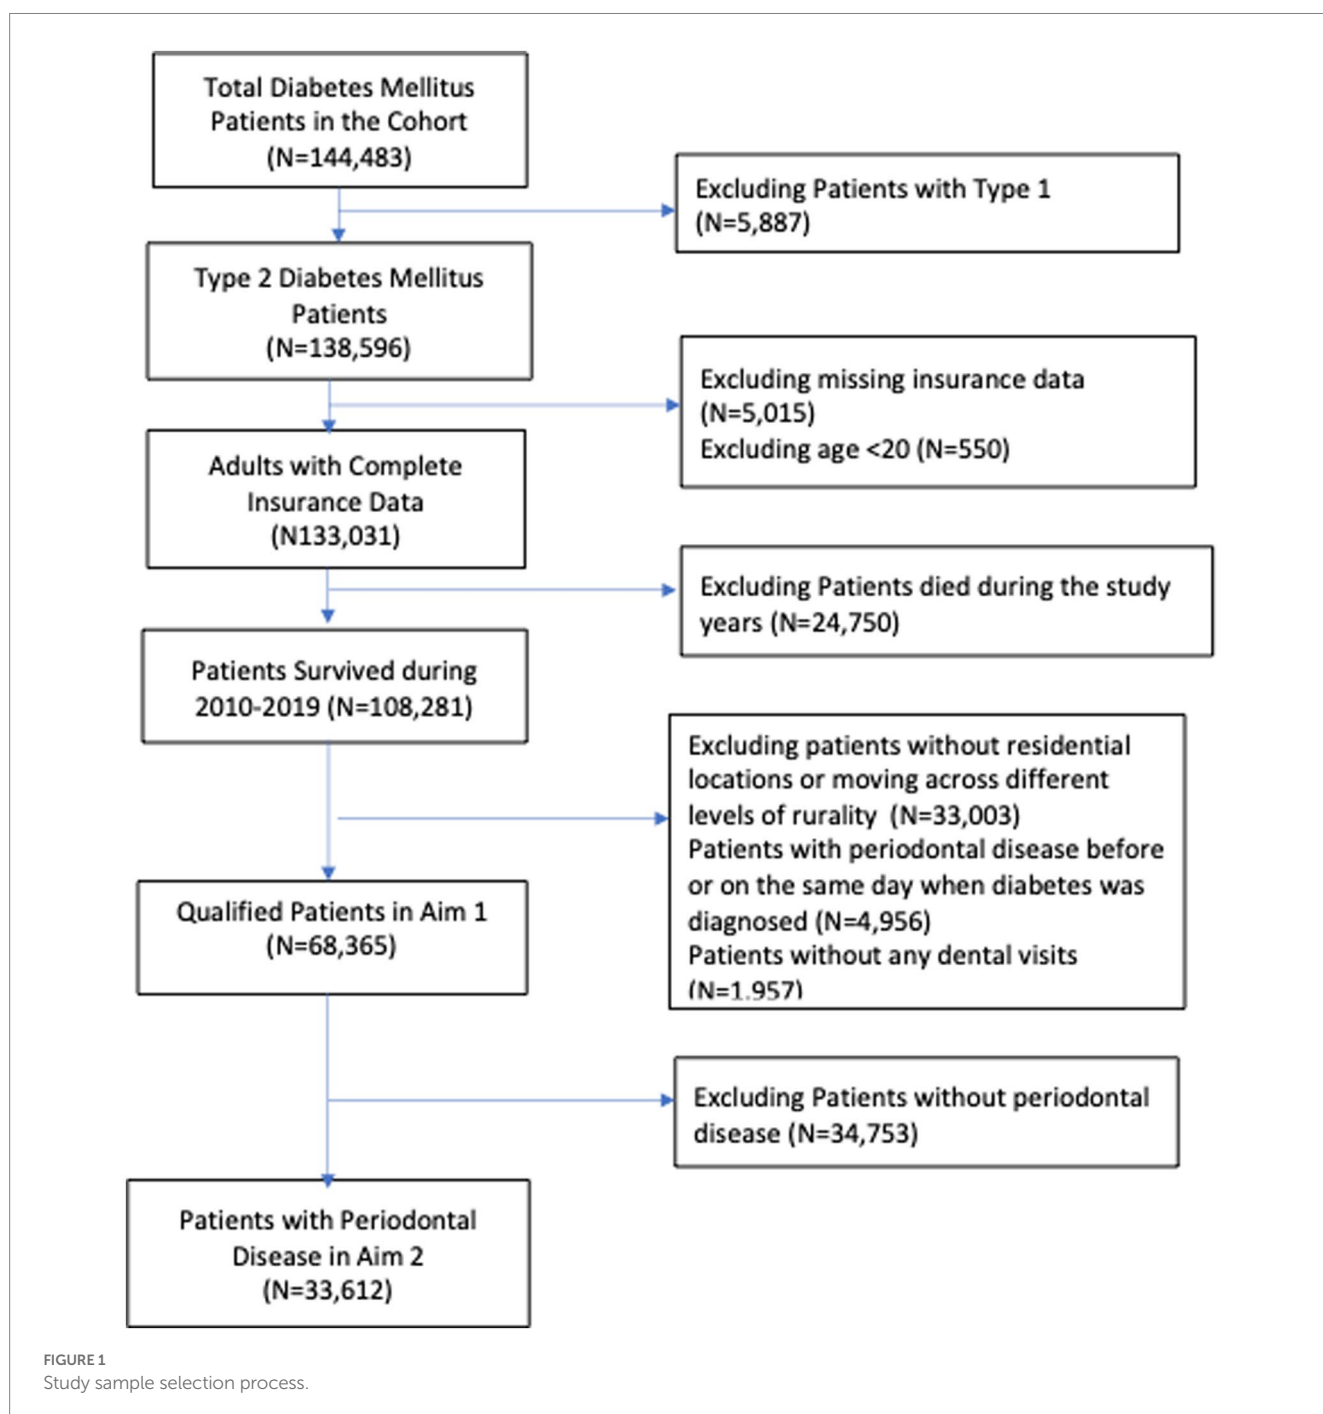 Total Diabetes Mellitus
Patients in the Cohort
(N=144,483)
Excluding Patients with Type 1
(N=5,887)
Type 2 Diabetes Mellitus
Patients
(N=138,596)
Excluding missing insurance data
(N=5,015)
Excluding age <20 (N=550)
Adults with Complete
Insurance Data
(N133,031)
Excluding Patients died during the study
years (N=24,750)
Patients Survived during
2010-2019 (N=108,281)
Excluding patients without residential
locations or moving across different
levels of rurality (N=33,003)
Patients with periodontal disease before
or on the same day when diabetes was
diagnosed (N=4,956)
Patients without any dental visits
(N=1.957)
Qualified Patients in Aim 1
(N=68,365)
Excluding Patients without periodontal
disease (N=34,753)
Patients with Periodontal
Disease in Aim 2
(N=33,612)
FIGURE 1
Study sample selection process.